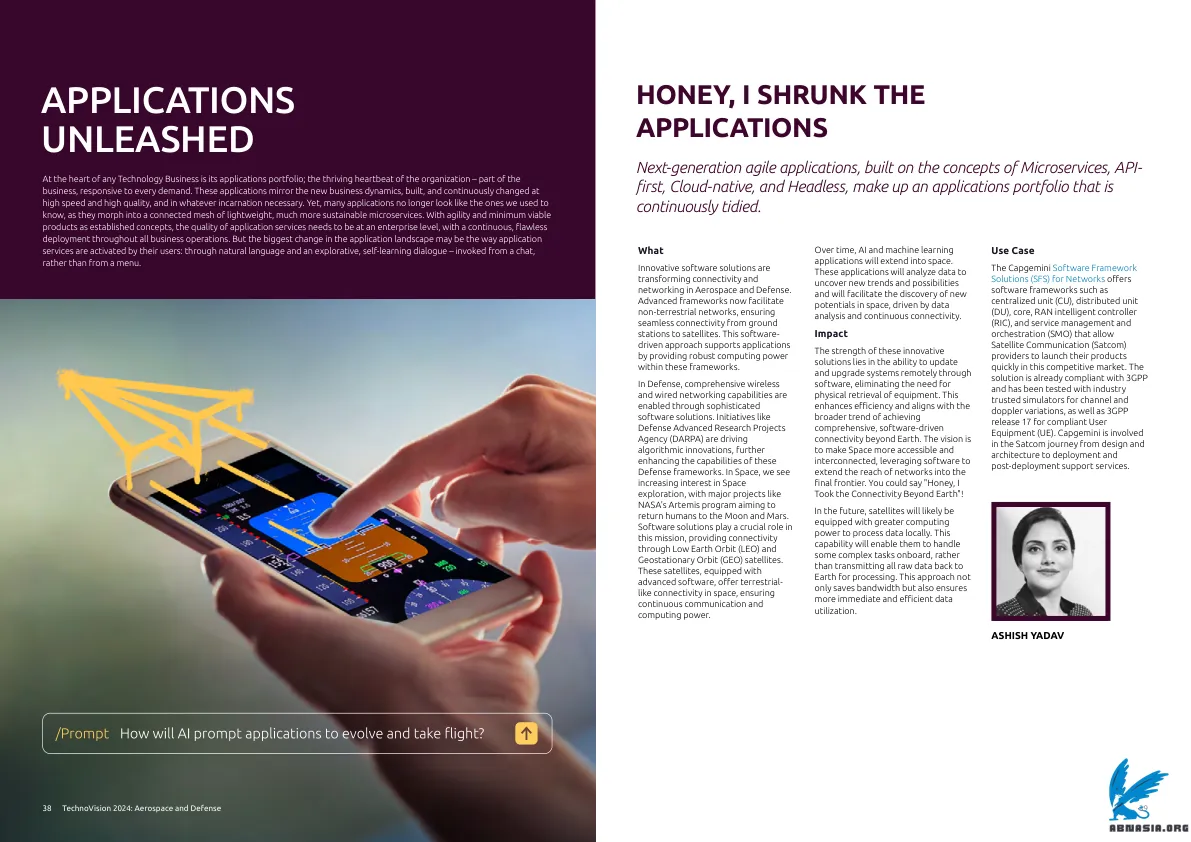 APPLICATIONS
UNLEASHED
At the heart of any Technology Business is its applications portfolio; the thriving heartbeat of the organization – part of the
business, responsive to every demand. These applications mirror the new business dynamics, built, and continuously changed at
high speed and high quality, and in whatever incarnation necessary. Yet, many applications no longer look like the ones we used to
know, as they morph into a connected mesh of lightweight, much more sustainable microservices. With agility and minimum viable
products as established concepts, the quality of application services needs to be at an enterprise level, with a continuous, flawless
deployment throughout all business operations. But the biggest change in the application landscape may be the way application
services are activated by their users: through natural language and an explorative, self-learning dialogue – invoked from a chat,
rather than from a menu.
/Prompt How will AI prompt applications to evolve and take flight?
38 TechnoVision 2024: Aerospace and Defense
HONEY, I SHRUNK THE
APPLICATIONS
Next-generation agile applications, built on the concepts of Microservices, API-
first, Cloud-native, and Headless, make up an applications portfolio that is
continuously tidied.
What
Innovative software solutions are
transforming connectivity and
networking in Aerospace and Defense.
Advanced frameworks now facilitate
non-terrestrial networks, ensuring
seamless connectivity from ground
stations to satellites. This software-
driven approach supports applications
by providing robust computing power
within these frameworks.
In Defense, comprehensive wireless
and wired networking capabilities are
enabled through sophisticated
software solutions. Initiatives like
Defense Advanced Research Projects
Agency (DARPA) are driving
algorithmic innovations, further
enhancing the capabilities of these
Defense frameworks. In Space, we see
increasing interest in Space
exploration, with major projects like
NASA's Artemis program aiming to
return humans to the Moon and Mars.
Software solutions play a crucial role in
this mission, providing connectivity
through Low Earth Orbit (LEO) and
Geostationary Orbit (GEO) satellites.
These satellites, equipped with
advanced software, offer terrestrial-
like connectivity in space, ensuring
continuous communication and
computing power.
Over time, AI and machine learning
applications will extend into space.
These applications will analyze data to
uncover new trends and possibilities
and will facilitate the discovery of new
potentials in space, driven by data
analysis and continuous connectivity.
Impact
The strength of these innovative
solutions lies in the ability to update
and upgrade systems remotely through
software, eliminating the need for
physical retrieval of equipment. This
enhances efficiency and aligns with the
broader trend of achieving
comprehensive, software-driven
connectivity beyond Earth. The vision is
to make Space more accessible and
interconnected, leveraging software to
extend the reach of networks into the
final frontier. You could say "Honey, I
Took the Connectivity Beyond Earth"!
In the future, satellites will likely be
equipped with greater computing
power to process data locally. This
capability will enable them to handle
some complex tasks onboard, rather
than transmitting all raw data back to
Earth for processing. This approach not
only saves bandwidth but also ensures
more immediate and efficient data
utilization.
Use Case
The Capgemini Software Framework
Solutions (SFS) for Networks offers
software frameworks such as
centralized unit (CU), distributed unit
(DU), core, RAN intelligent controller
(RIC), and service management and
orchestration (SMO) that allow
Satellite Communication (Satcom)
providers to launch their products
quickly in this competitive market. The
solution is already compliant with 3GPP
and has been tested with industry
trusted simulators for channel and
doppler variations, as well as 3GPP
release 17 for compliant User
Equipment (UE). Capgemini is involved
in the Satcom journey from design and
architecture to deployment and
post-deployment support services.
ASHISH YADAV
ABNASIA.ORG